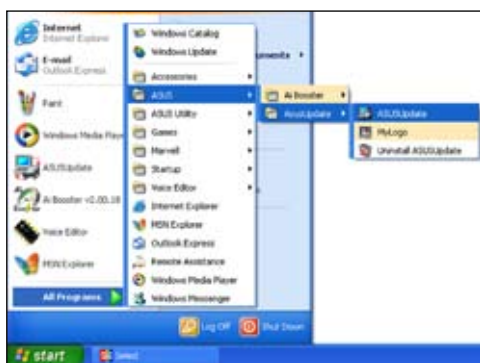 Internet
Internet Explorer
E-mail
Outlook Express
Paint
Windows Media Player
ASUSUpdate
Ai Booster v2.00.18
Voice Editor
MSN Explorer
All Programs
Windows Catalog
Windows Update
Accessories
ASUS
ASUS Utility
Games
Marvell
Startup
Voice Editor
Internet Explorer
MSN Explorer
Outlook Express
Remote Assistance
Windows Media Player
Windows Messenger
Ai Booster
AsusUpdate
ASUSUpdate
MyLogo
Uninstall ASUSUpdate
Log Off
Shut Down
start